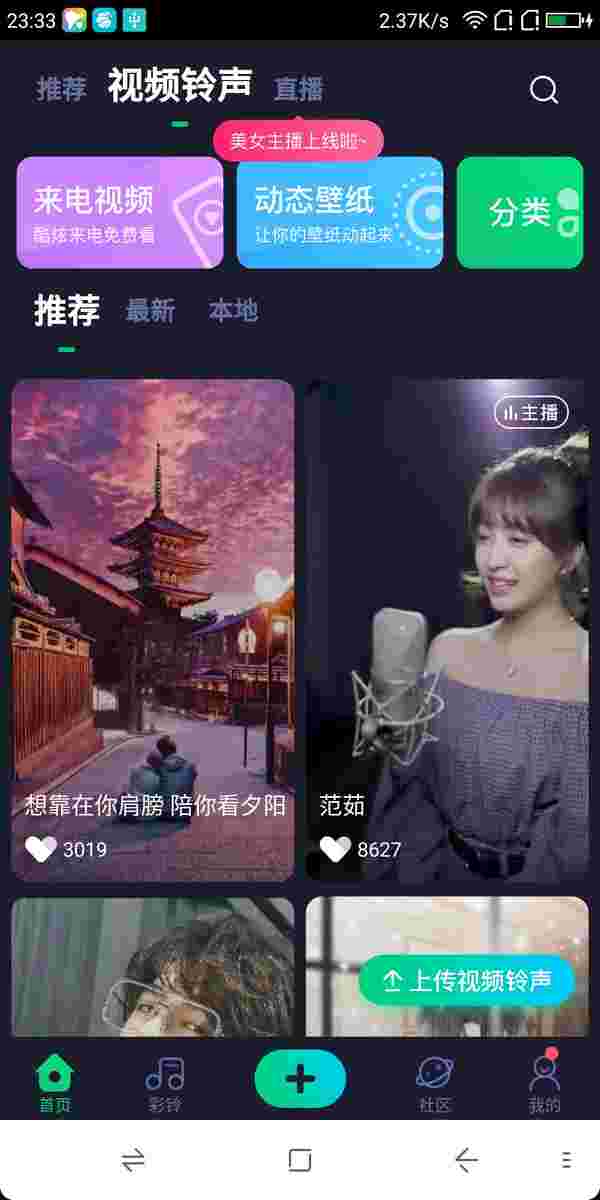 23:33
2.37K/s
推荐 视频铃声 直播
美女主播上线啦~
来电视频
酷炫来电免费看
动态壁纸
让你的壁纸动起来
分类
推荐 最新 本地
主播
想靠在你肩膀 陪你看夕阳
3019
范茹
8627
上传视频铃声
首页
彩铃
社区
我的